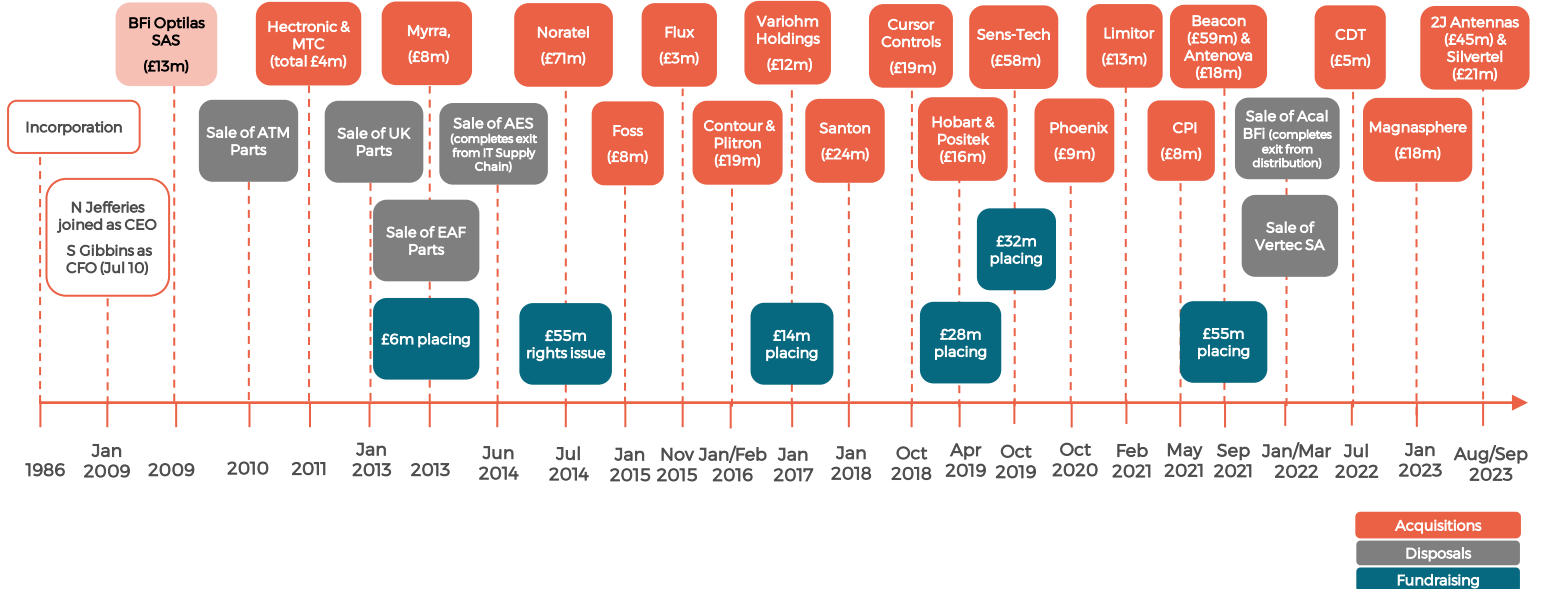 BFi Optilas
SAS
(£13m)
Hectronic &
MTC
(total £4m)
Myrra,
(£8m)
Noratel
(£71m)
Flux
(£3m)
Variohm
Holdings
(£12m)
Cursor
Controls
(£19m)
Sens-Tech
(£58m)
Limitor
(£13m)
Beacon
(£59m) &
Antenova
(£18m)
CDT
(£5m)
2J Antennas
(£45m) &
Silvertel
(£21m)
Incorporation
Sale of ATM
Parts
Sale of UK
Parts
Sale of AES
(completes exit
from IT Supply
Chain)
Foss
(£8m)
Contour &
Plitron
(£19m)
Santon
(£24m)
Hobart &
Positek
(£16m)
Phoenix
(£9m)
CPI
(£8m)
Sale of Acal
BFi (completes
exit from
distribution)
Magnasphere
(£18m)
N Jefferies
joined as CEO
S Gibbins as
CFO (Jul 10)
Sale of EAF
Parts
£32m
placing
Sale of
Vertec SA
£6m placing
£55m
rights issue
£14m
placing
£28m
placing
£55m
placing
1986
Jan
2009
2009
2010
2011
Jan
2013
2013
Jun
2014
Jul
2014
Jan
2015
Nov
2015
Jan/Feb
2016
Jan
2017
Jan
2018
Oct
2018
Apr
2019
Oct
2019
Oct
2020
Feb
2021
May
2021
Sep
2021
Jan/Mar
2022
Jul
2022
Jan
2023
Aug/Sep
2023
Acquisitions
Disposals
Fundraising